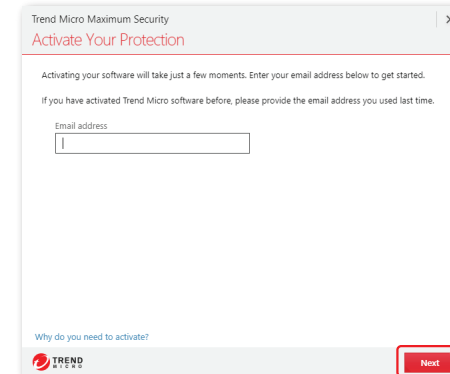 Trend Micro Maximum Security
Activate Your Protection
Activating your software will take just a few moments. Enter your email address below to get started.
If you have activated Trend Micro software before, please provide the email address you used last time.
Email address
Why do you need to activate?
TREND
MICRO
Next